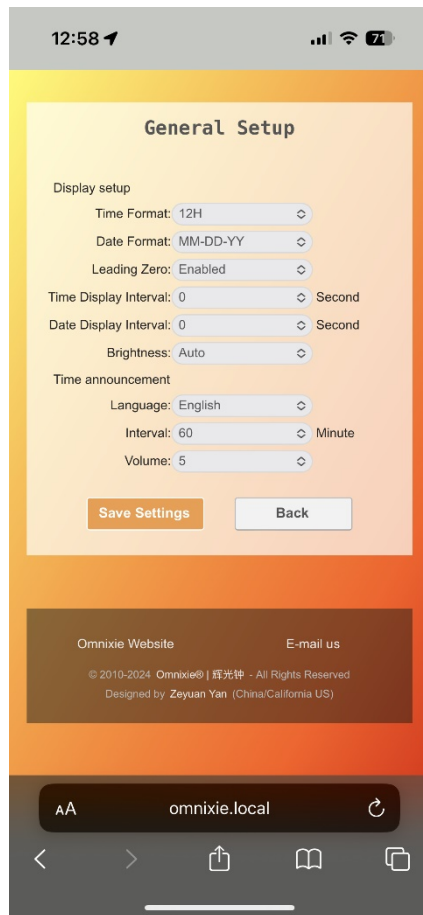 12:58
71
General Setup
Display setup
Time Format: 12H
Date Format: MM-DD-YY
Leading Zero: Enabled
Time Display Interval: 0 Second
Date Display Interval: 0 Second
Brightness: Auto
Time announcement
Language: English
Interval: 60 Minute
Volume: 5
Save Settings Back
Omnixie Website E-mail us
© 2010-2024 Omnixie® | 辉光钟 - All Rights Reserved
Designed by Zeyuan Yan (China/California US)
AA omnixie.local